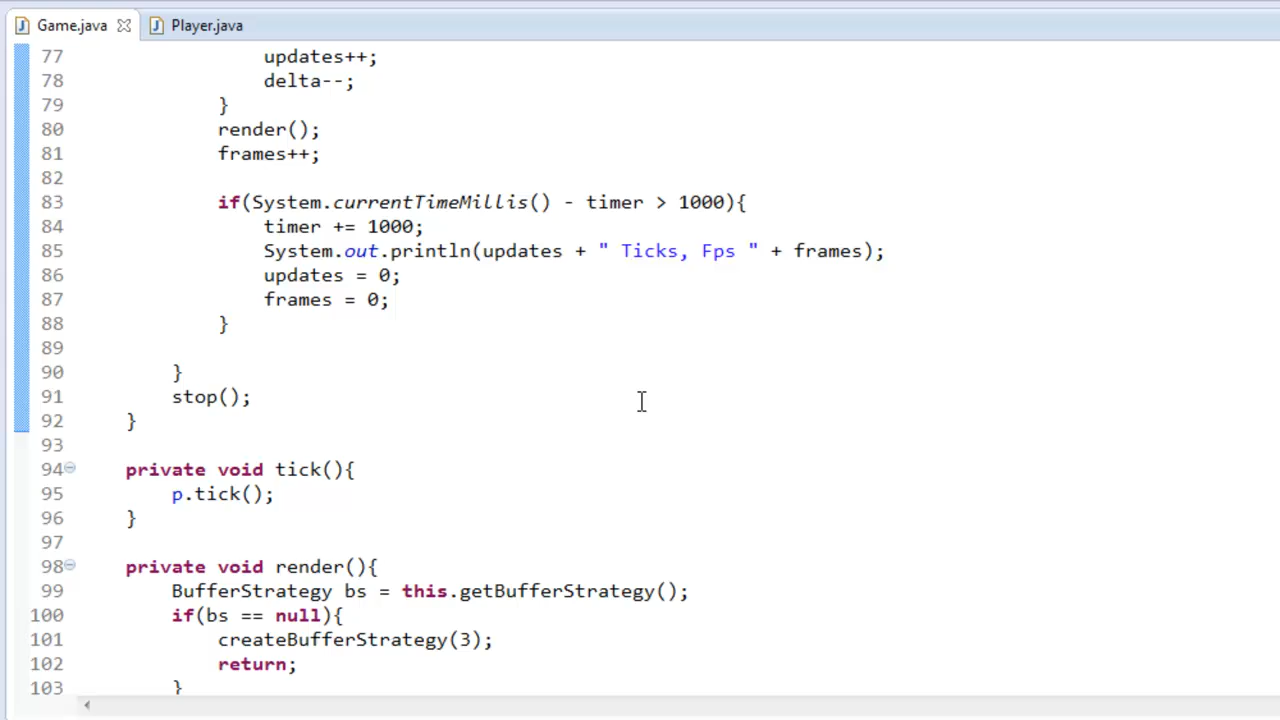 Game.java Player.java
77 updates++;
78 delta--;
79 }
80 render();
81 frames++;
82
83 if(System.currentTimeMillis() - timer > 1000){
84 timer += 1000;
85 System.out.println(updates + " Ticks, Fps " + frames);
86 updates = 0;
87 frames = 0;
88 }
89
90 }
91 stop();
92 }
93
94 private void tick(){
95 p.tick();
96 }
97
98 private void render(){
99 BufferStrategy bs = this.getBufferStrategy();
100 if(bs == null){
101 createBufferStrategy(3);
102 return;
103 }